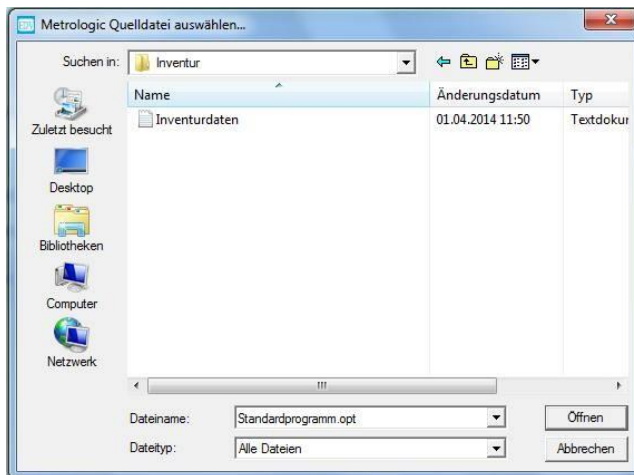 Metrologic Quelldatei auswählen...
Suchen in: Inventur
Name Änderungsdatum Typ
Inventurdaten 01.04.2014 11:50 Textdokur
Zuletzt besucht
Desktop
Bibliotheken
Computer
Netzwerk
Dateiname: Standardprogramm.opt Öffnen
Dateityp: Alle Dateien Abbrechen